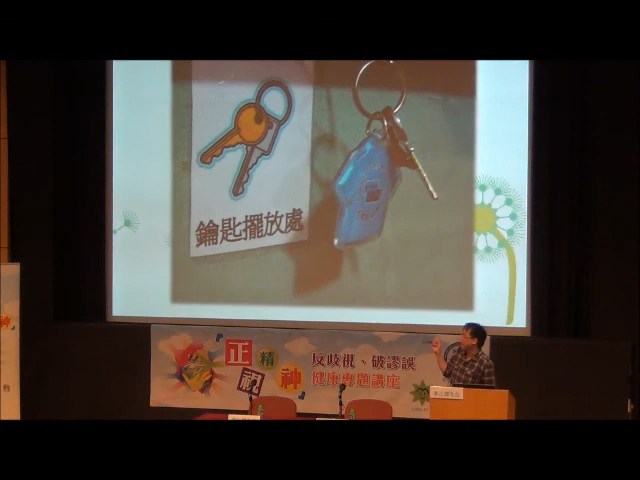 鑰匙擺放處
正視
精神
反歧視、破謬誤
健康專題講座